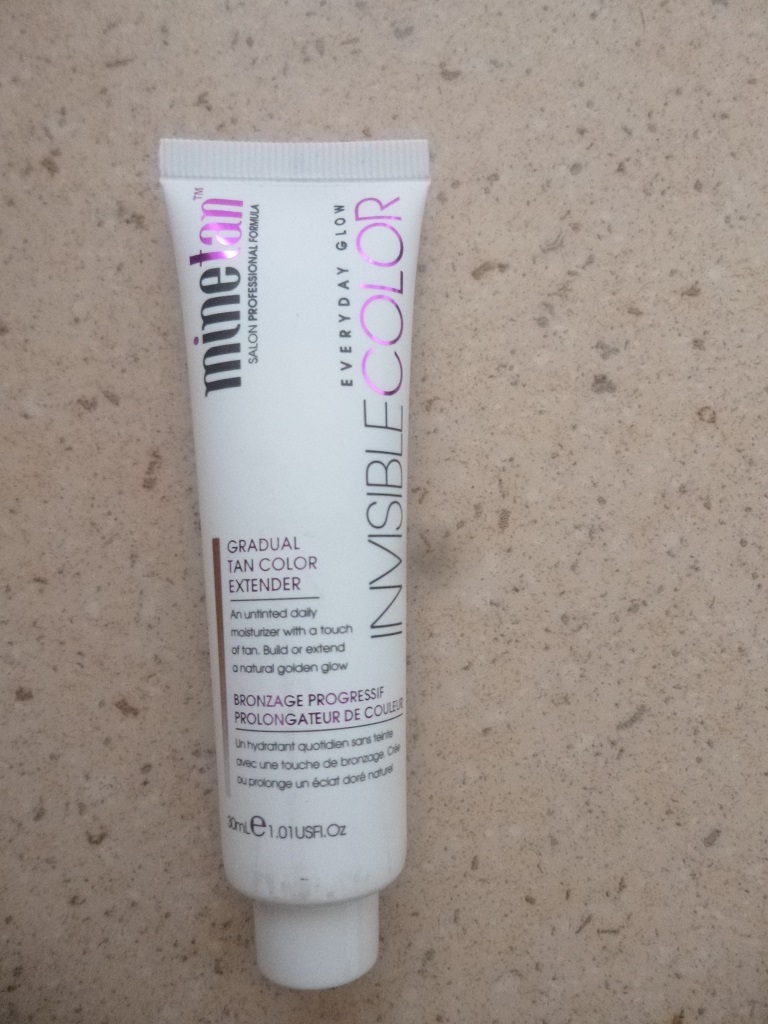 minetan™
SALON PROFESSIONAL FORMULA
EVERYDAY GLOW
INVISIBLECOLOR
GRADUAL
TAN COLOR
EXTENDER
An untinted daily
moisturizer with a touch
of tan. Build or extend
a natural golden glow
BRONZAGE PROGRESSIF
PROLONGATEUR DE COULEUR
Un hydratant quotidien sans teinte
avec une touche de bronzage. Crée
ou prolonge un éclat doré naturel
30mL e 1.01USFl.Oz